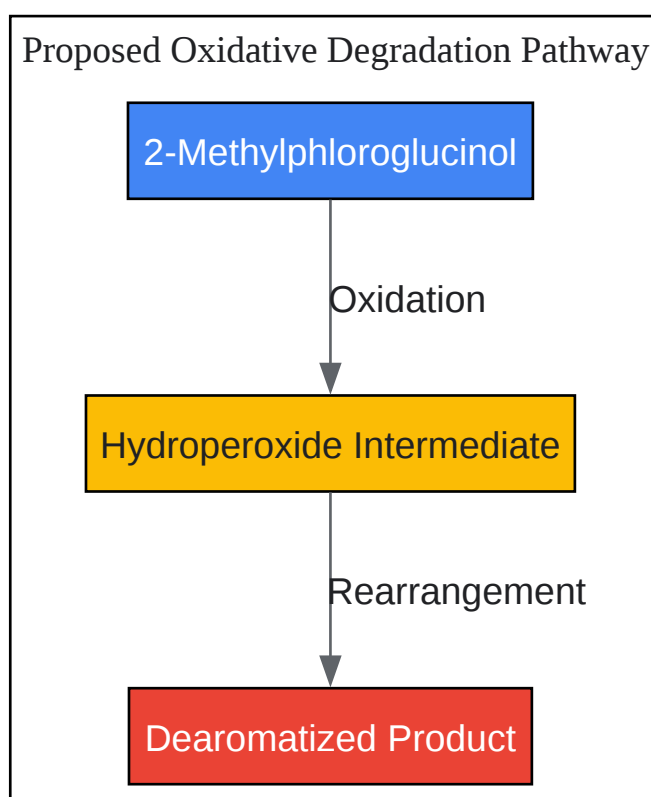 Proposed Oxidative Degradation Pathway
2-Methylphloroglucinol
Oxidation
Hydroperoxide Intermediate
Rearrangement
Dearomatized Product